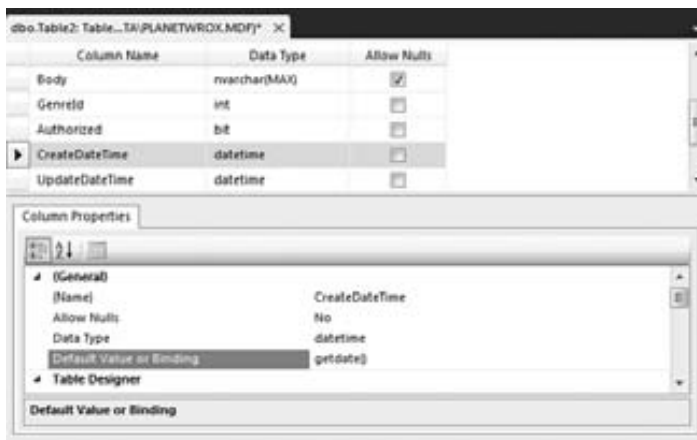 dbo.Table2: Table...TA\PLANETWROX.MDF)* ×
Column Name Data Type Allow Nulls
Body nvarchar(MAX)
GenreId int
Authorized bit
CreateDateTime datetime
UpdateDateTime datetime
Column Properties
(General)
(Name) CreateDateTime
Allow Nulls No
Data Type datetime
Default Value or Binding getdate()
Table Designer
Default Value or Binding